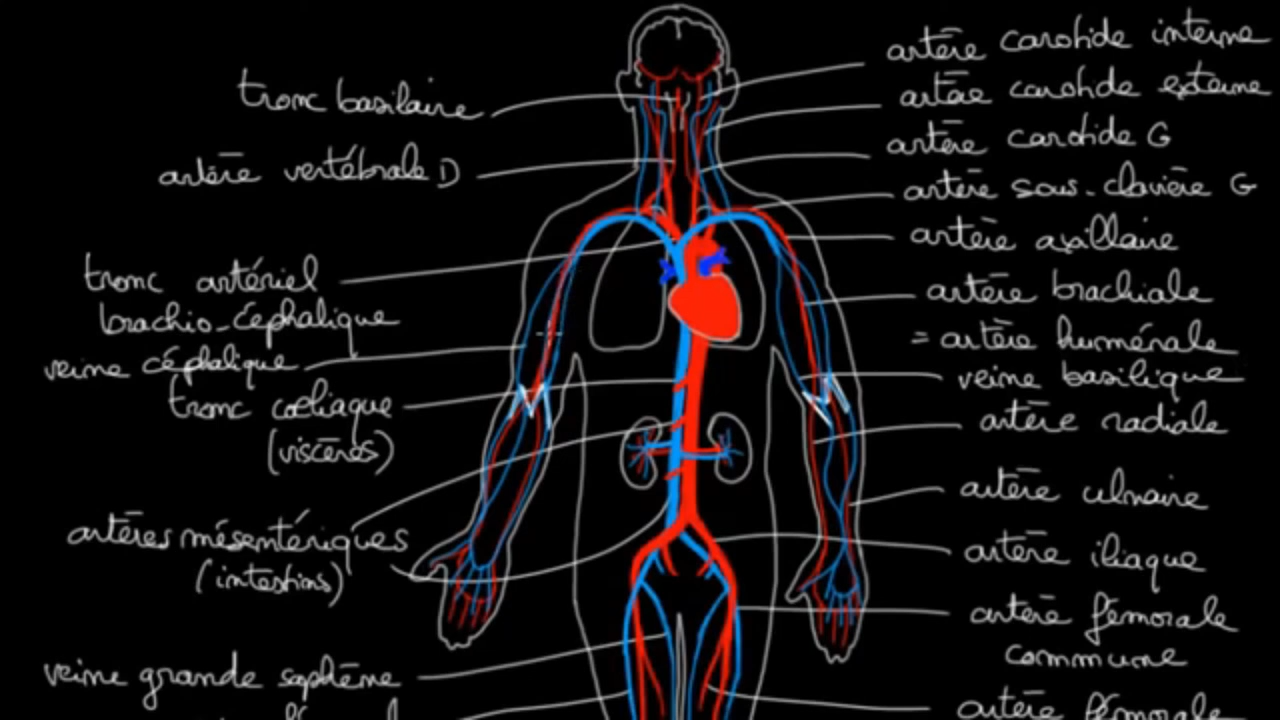 tronc basilaire
artère vertébrale D
tronc artériel
brachio-céphalique
veine céphalique
tronc cœliaque
(viscères)
artères mésentériques
(intestins)
veine grande saphène
artère carotide interne
artère carotide externe
artère carotide G
artère sous-clavière G
artère axillaire
artère brachiale
= artère humérale
veine basilique
artère radiale
artère ulnaire
artère iliaque
artère fémorale
commune
artère fémorale